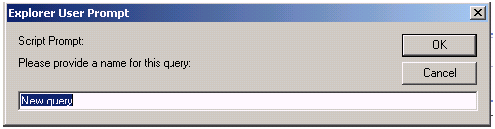 Explorer User Prompt
Script Prompt:
OK
Please provide a name for this query:
Cancel
New query